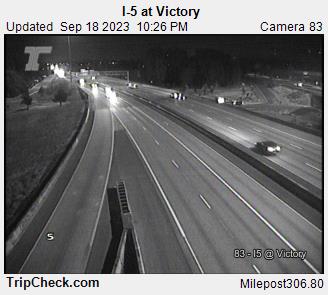 I-5 at Victory
Updated Sep 18 2023 10:26 PM Camera 83
T
S
83 - I5 @ Victory
TripCheck.com Milepost306.80